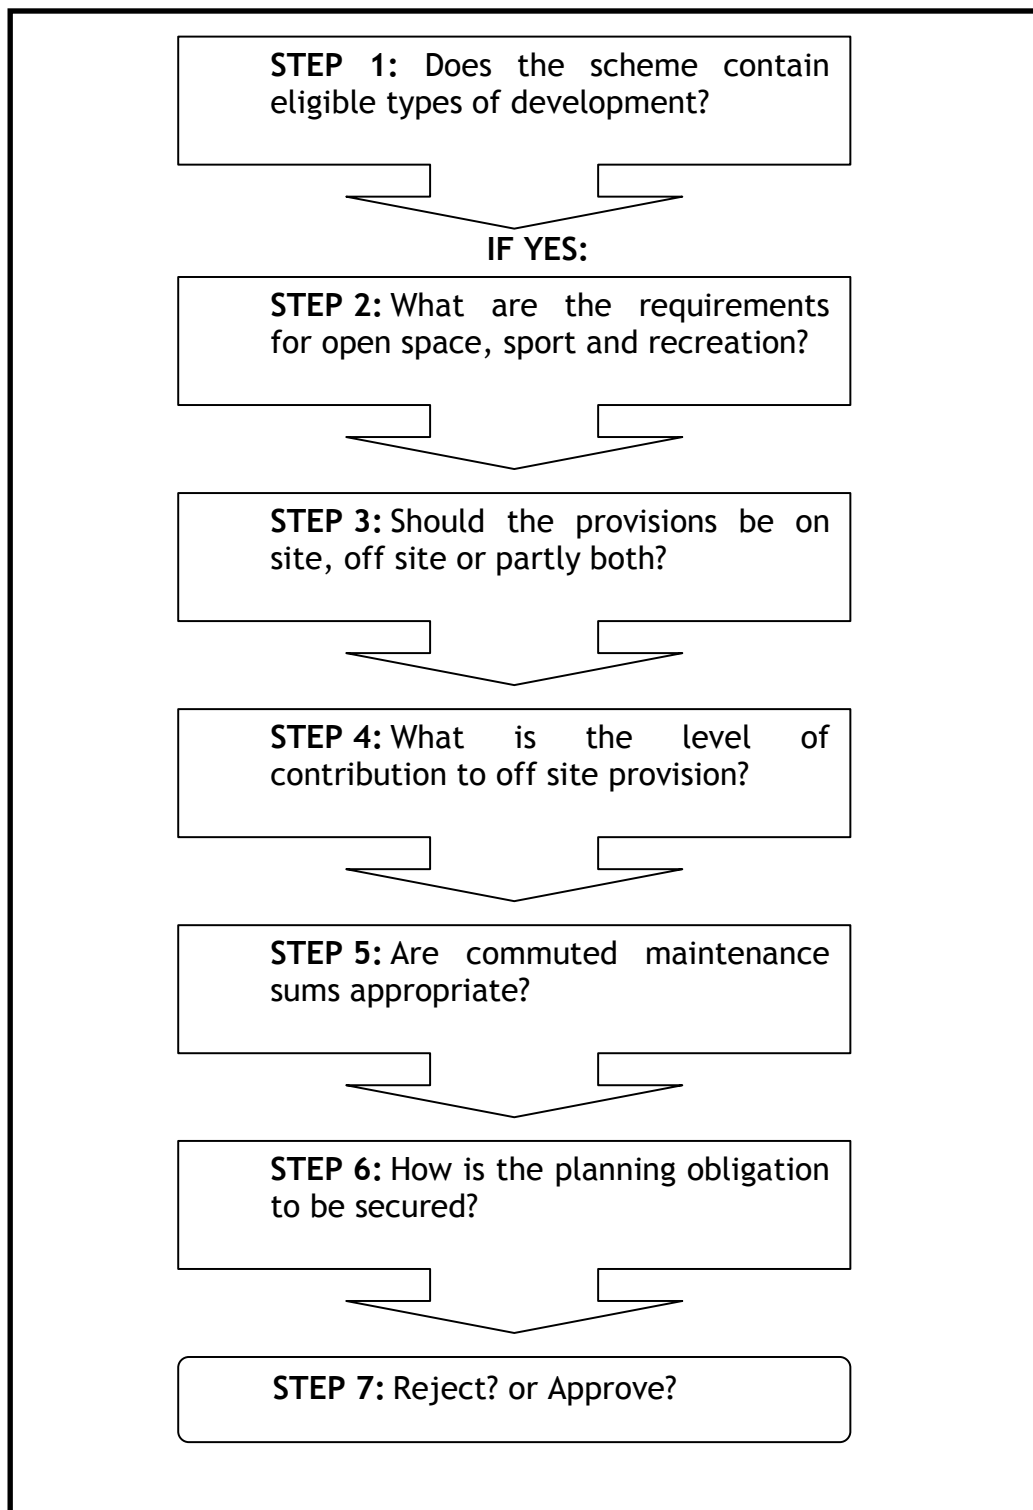 STEP 1: Does the scheme contain
eligible types of development?
IF YES:
STEP 2: What are the requirements
for open space, sport and recreation?
STEP 3: Should the provisions be on
site, off site or partly both?
STEP 4: What is the level of
contribution to off site provision?
STEP 5: Are commuted maintenance
sums appropriate?
STEP 6: How is the planning obligation
to be secured?
STEP 7: Reject? or Approve?